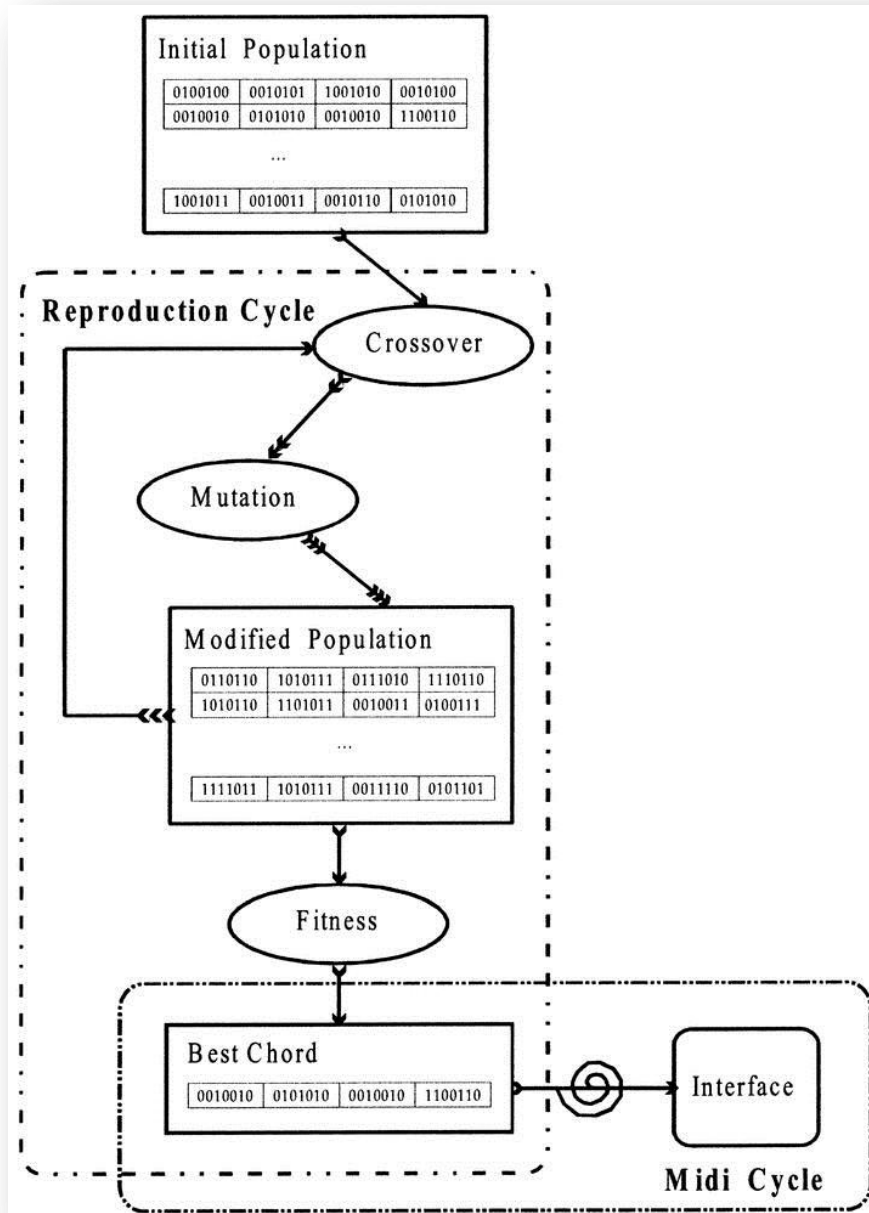 Initial Population
0100100 0010101 1001010 0010100
0010010 0101010 0010010 1100110
...
1001011 0010011 0010110 0101010
Reproduction Cycle
Crossover
Mutation
Modified Population
0110110 1010111 0111010 1110110
1010110 1101011 0010011 0100111
...
1111011 1010111 0011110 0101101
Fitness
Best Chord
0010010 0101010 0010010 1100110
Interface
Midi Cycle